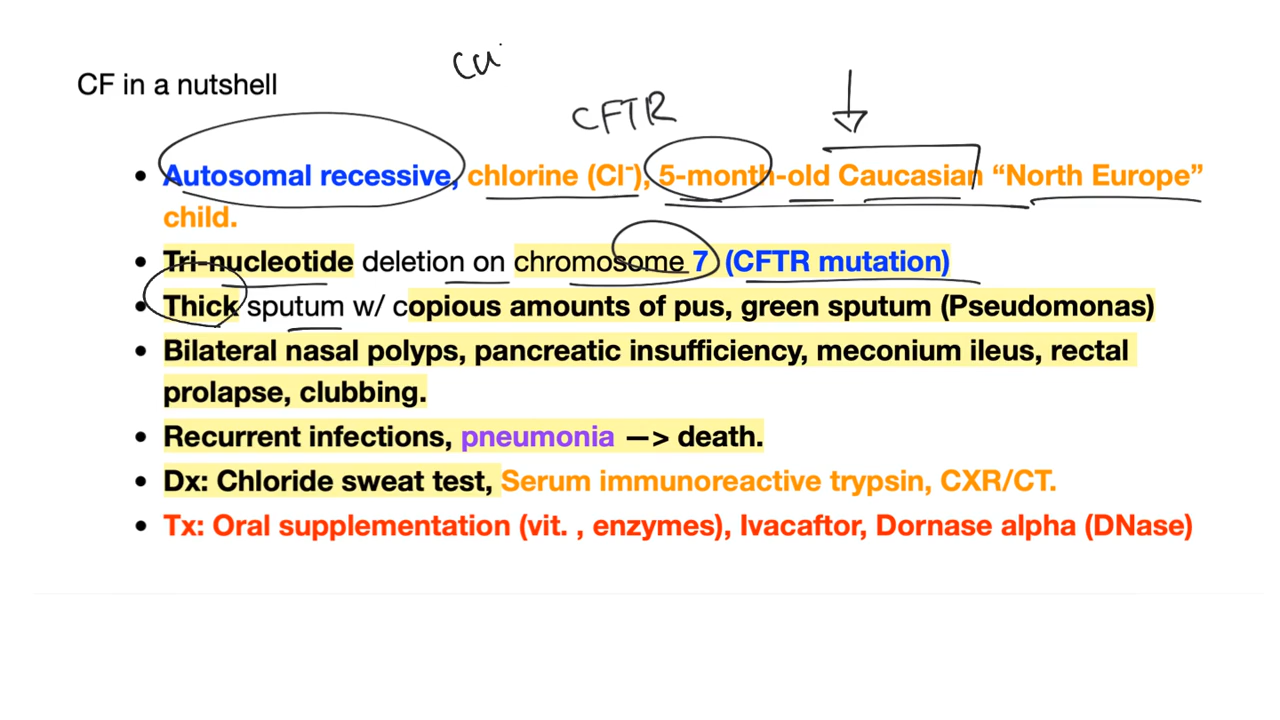 CF in a nutshell
CFTR
• Autosomal recessive, chlorine (Cl⁻), 5-month-old Caucasian “North Europe”
child.
• Tri-nucleotide deletion on chromosome 7 (CFTR mutation)
• Thick sputum w/ copious amounts of pus, green sputum (Pseudomonas)
• Bilateral nasal polyps, pancreatic insufficiency, meconium ileus, rectal
prolapse, clubbing.
• Recurrent infections, pneumonia —> death.
• Dx: Chloride sweat test, Serum immunoreactive trypsin, CXR/CT.
• Tx: Oral supplementation (vit. , enzymes), Ivacaftor, Dornase alpha (DNase)